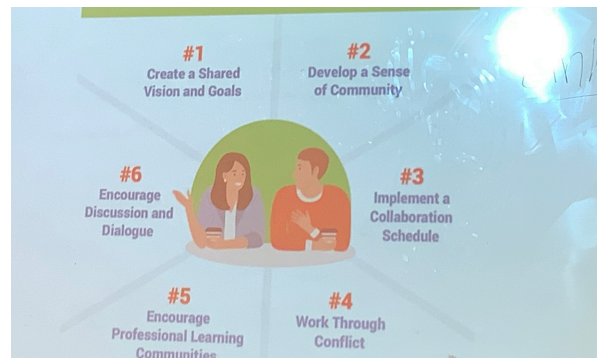 #1
Create a Shared
Vision and Goals
#2
Develop a Sense
of Community
#3
Implement a
Collaboration
Schedule
#4
Work Through
Conflict
#5
Encourage
Professional Learning
Communities
#6
Encourage
Discussion and
Dialogue